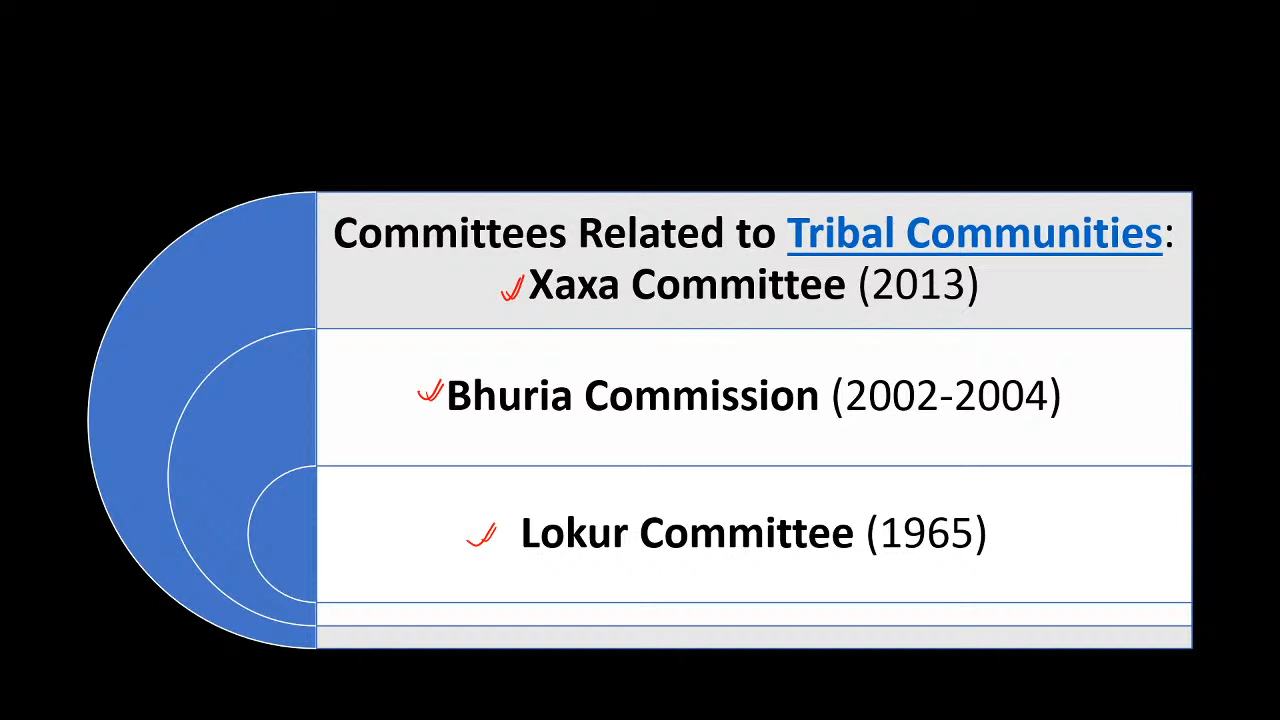 Committees Related to Tribal Communities:
Xaxa Committee (2013)
Bhuria Commission (2002-2004)
Lokur Committee (1965)